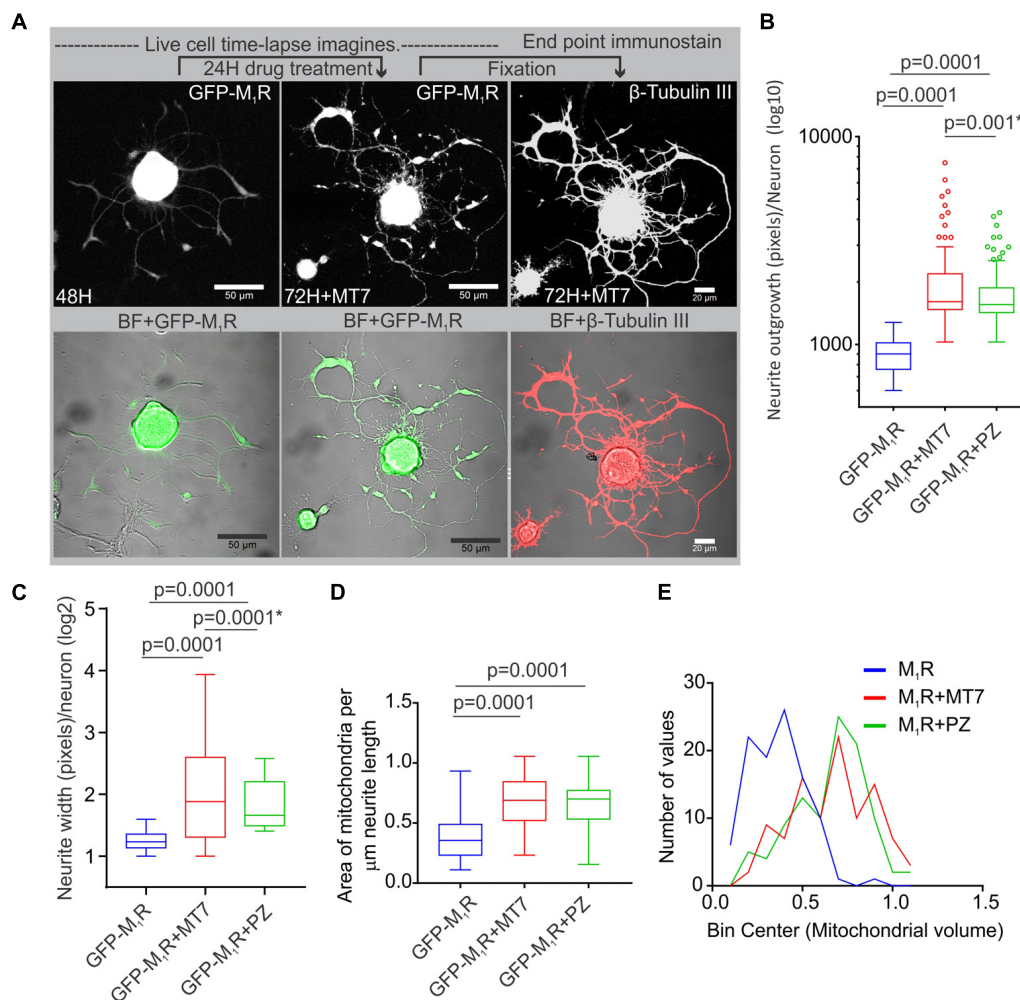 A
------------- Live cell time-lapse imagines.--------------
End point immunostain
24H drug treatment
Fixation
GFP-M₁R
GFP-M₁R
β-Tubulin III
48H
50 µm
72H+MT7
50 µm
72H+MT7
20 µm
BF+GFP-M₁R
BF+GFP-M₁R
BF+β-Tubulin III
50 µm
50 µm
20 µm
B
Neurite outgrowth (pixels)/Neuron (log10)
p=0.0001
p=0.0001
p=0.001*
10000
1000
GFP-M₁R
GFP-M₁R+MT7
GFP-M₁R+PZ
C
Neurite width (pixels)/neuron (log2)
p=0.0001
p=0.0001*
p=0.0001
5
4
3
2
1
GFP-M₁R
GFP-M₁R+MT7
GFP-M₁R+PZ
D
Area of mitochondria per
µm neurite length
p=0.0001
p=0.0001
1.5
1.0
0.5
0.0
GFP-M₁R
GFP-M₁R+MT7
GFP-M₁R+PZ
E
M₁R
M₁R+MT7
M₁R+PZ
Number of values
30
20
10
0
0.0
0.5
1.0
1.5
Bin Center (Mitochondrial volume)